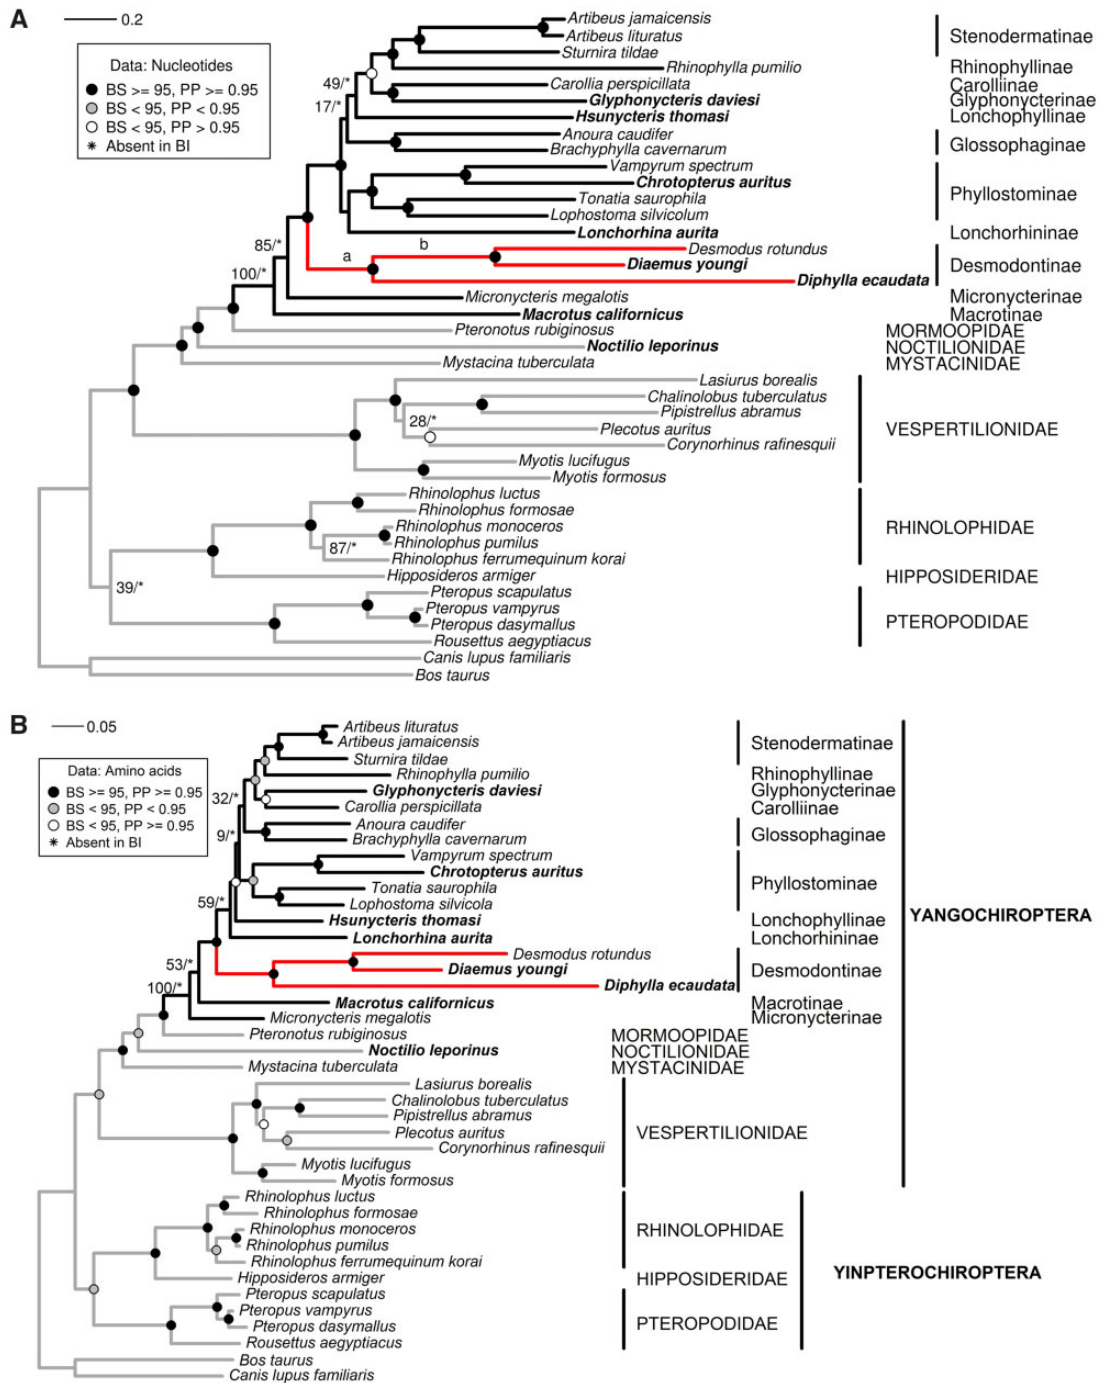 A
0.2
Data: Nucleotides
BS >= 95, PP >= 0.95
BS < 95, PP < 0.95
BS < 95, PP > 0.95
* Absent in BI
Artibeus jamaicensis
Artibeus lituratus
Sturnira tildae
Stenodermatinae
Rhinophylla pumilio
Rhinophyllinae
49/*
Carollia perspicillata
Carolliinae
17/*
Glyphonycteris daviesi
Glyphonycterinae
Hsunycteris thomasi
Lonchophyllinae
Anoura caudifer
Brachyphylla cavernarum
Glossophaginae
Vampyrum spectrum
Chrotopterus auritus
Tonatia saurophila
Lophostoma silvicolum
Phyllostominae
Lonchorhina aurita
Lonchorhininae
85/*
a
b
Desmodus rotundus
Diaemus youngi
Diphylla ecaudata
Desmodontinae
100/*
Micronycteris megalotis
Micronycterinae
Macrotus californicus
Macrotinae
Pteronotus rubiginosus
MORMOOPIDAE
Noctilio leporinus
NOCTILIONIDAE
Mystacina tuberculata
MYSTACINIDAE
Lasiurus borealis
Chalinolobus tuberculatus
Pipistrellus abramus
28/*
Plecotus auritus
VESPERTILIONIDAE
Corynorhinus rafinesquii
Myotis lucifugus
Myotis formosus
Rhinolophus luctus
Rhinolophus formosae
Rhinolophus monoceros
RHINOLOPHIDAE
Rhinolophus pumilus
87/*
Rhinolophus ferrumequinum korai
Hipposideros armiger
HIPPOSIDERIDAE
39/*
Pteropus scapulatus
Pteropus vampyrus
Pteropus dasymallus
PTEROPODIDAE
Rousettus aegyptiacus
Canis lupus familiaris
Bos taurus
B
0.05
Data: Amino acids
BS >= 95, PP >= 0.95
BS < 95, PP < 0.95
BS < 95, PP >= 0.95
* Absent in BI
Artibeus lituratus
Artibeus jamaicensis
Sturnira tildae
Stenodermatinae
Rhinophylla pumilio
Rhinophyllinae
32/*
Glyphonycteris daviesi
Glyphonycterinae
Carollia perspicillata
Carolliinae
9/*
Anoura caudifer
Brachyphylla cavernarum
Glossophaginae
Vampyrum spectrum
Chrotopterus auritus
Tonatia saurophila
Lophostoma silvicola
Phyllostominae
59/*
Hsunycteris thomasi
Lonchophyllinae
Lonchorhina aurita
Lonchorhininae
YANGOCHIROPTERA
53/*
Desmodus rotundus
Diaemus youngi
Diphylla ecaudata
Desmodontinae
100/*
Macrotus californicus
Macrotinae
Micronycteris megalotis
Micronycterinae
Pteronotus rubiginosus
MORMOOPIDAE
Noctilio leporinus
NOCTILIONIDAE
Mystacina tuberculata
MYSTACINIDAE
Lasiurus borealis
Chalinolobus tuberculatus
Pipistrellus abramus
Plecotus auritus
VESPERTILIONIDAE
Corynorhinus rafinesquii
Myotis lucifugus
Myotis formosus
Rhinolophus luctus
Rhinolophus formosae
Rhinolophus monoceros
RHINOLOPHIDAE
Rhinolophus pumilus
Rhinolophus ferrumequinum korai
Hipposideros armiger
HIPPOSIDERIDAE
YINPTEROCHIROPTERA
Pteropus scapulatus
Pteropus vampyrus
Pteropus dasymallus
PTEROPODIDAE
Rousettus aegyptiacus
Bos taurus
Canis lupus familiaris